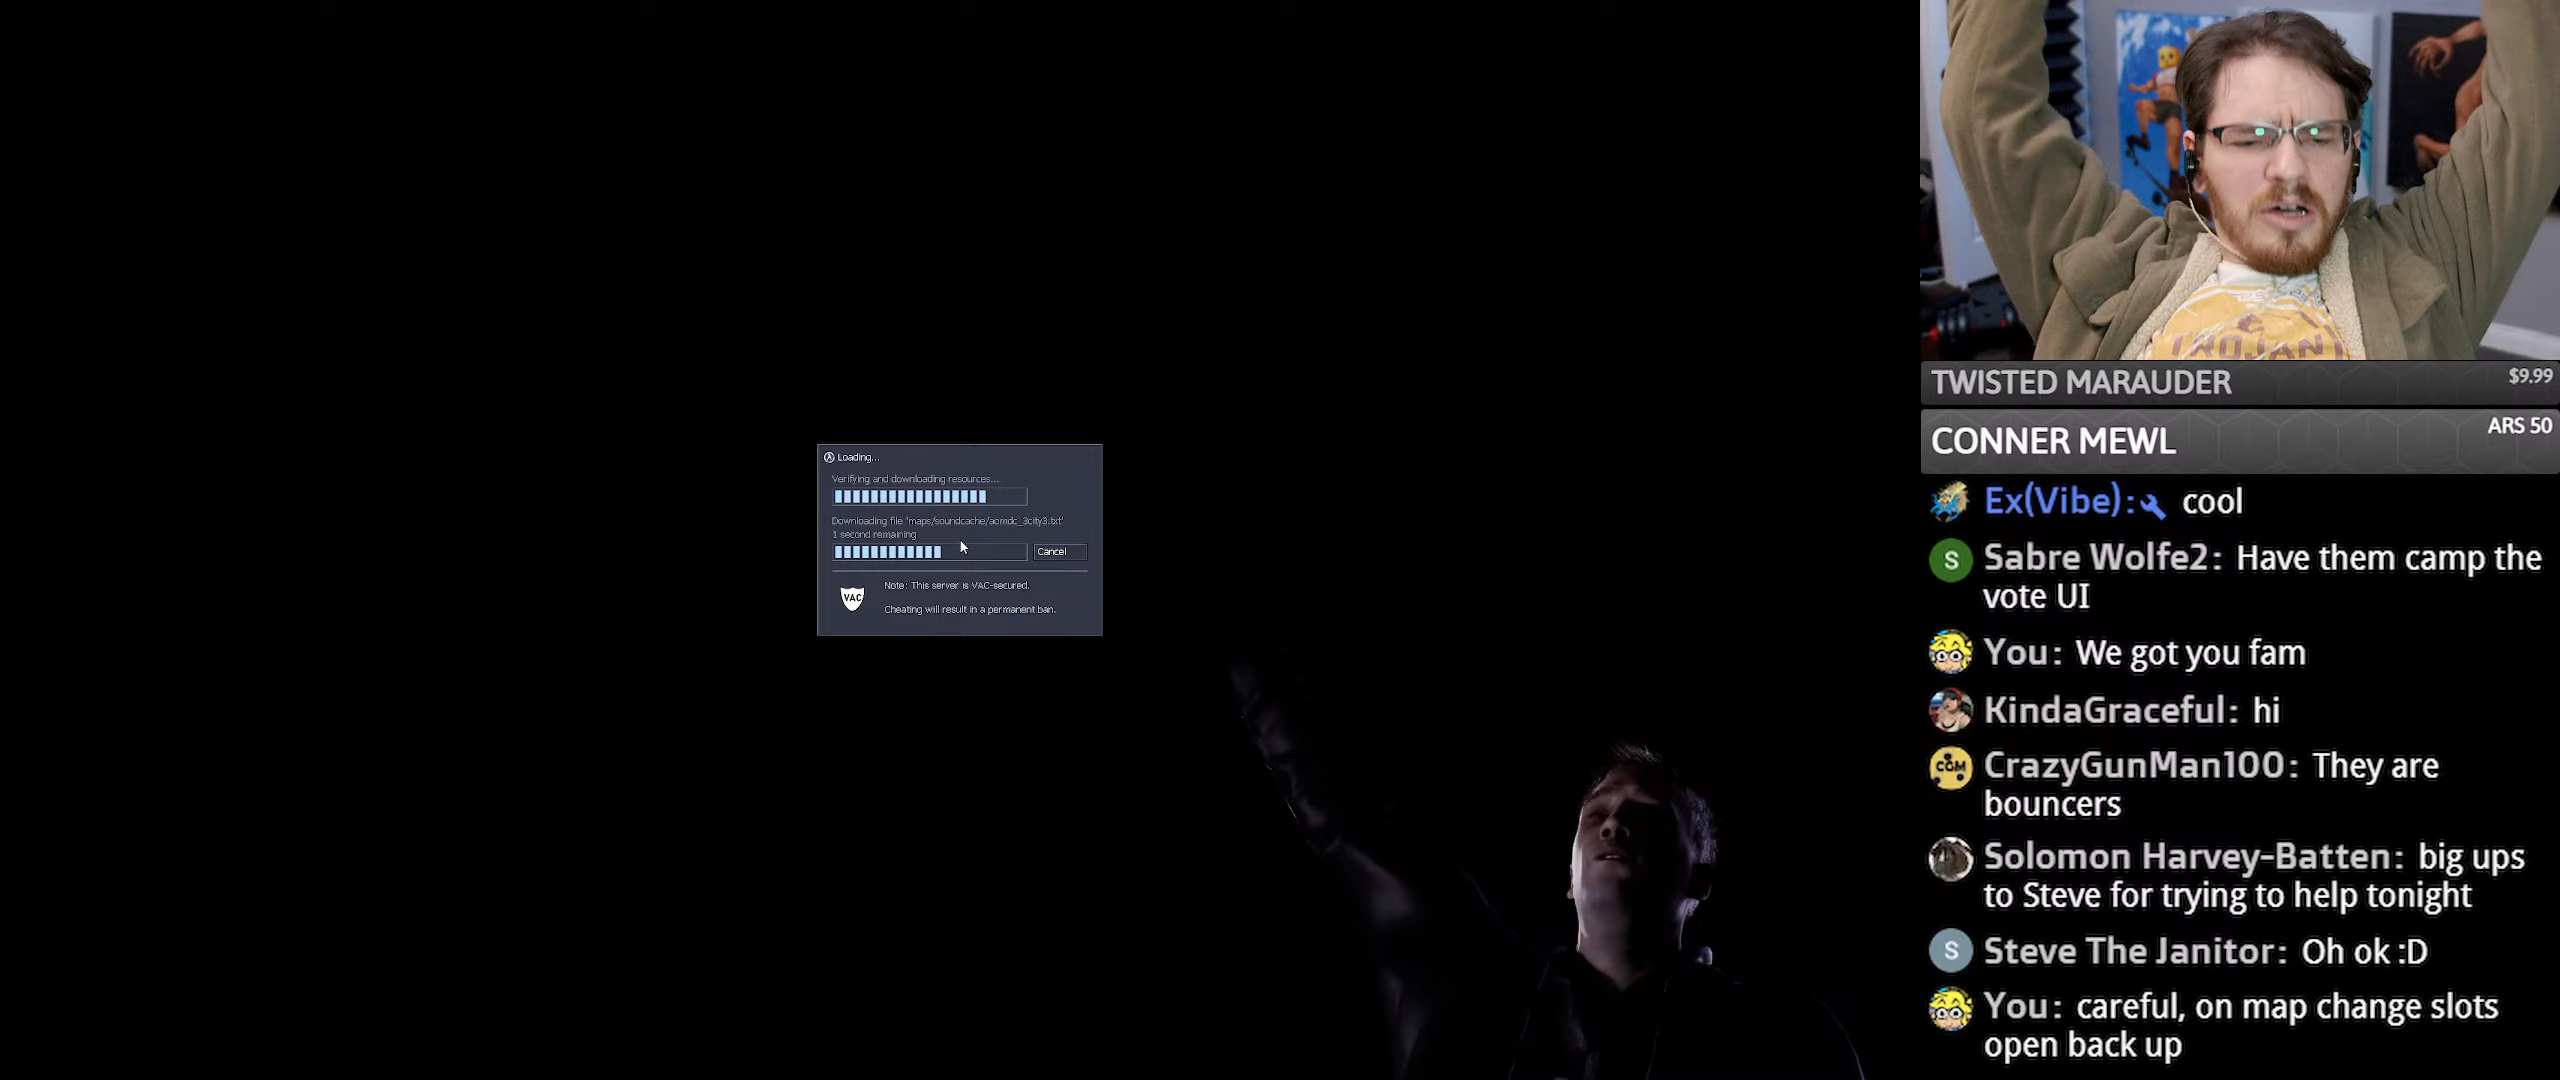 Loading...
Verifying and downloading resources...
Downloading file 'maps/soundcache/aomdc_3city3.txt'
1 second remaining
Cancel
VAC
Note: This server is VAC-secured.
Cheating will result in a permanent ban.
TROJAN
TWISTED MARAUDER $9.99
CONNER MEWL ARS 50
Ex(Vibe): cool
S Sabre Wolfe2: Have them camp the
vote UI
You: We got you fam
KindaGraceful: hi
CGM CrazyGunMan100: They are
bouncers
Solomon Harvey-Batten: big ups
to Steve for trying to help tonight
S Steve The Janitor: Oh ok :D
You: careful, on map change slots
open back up